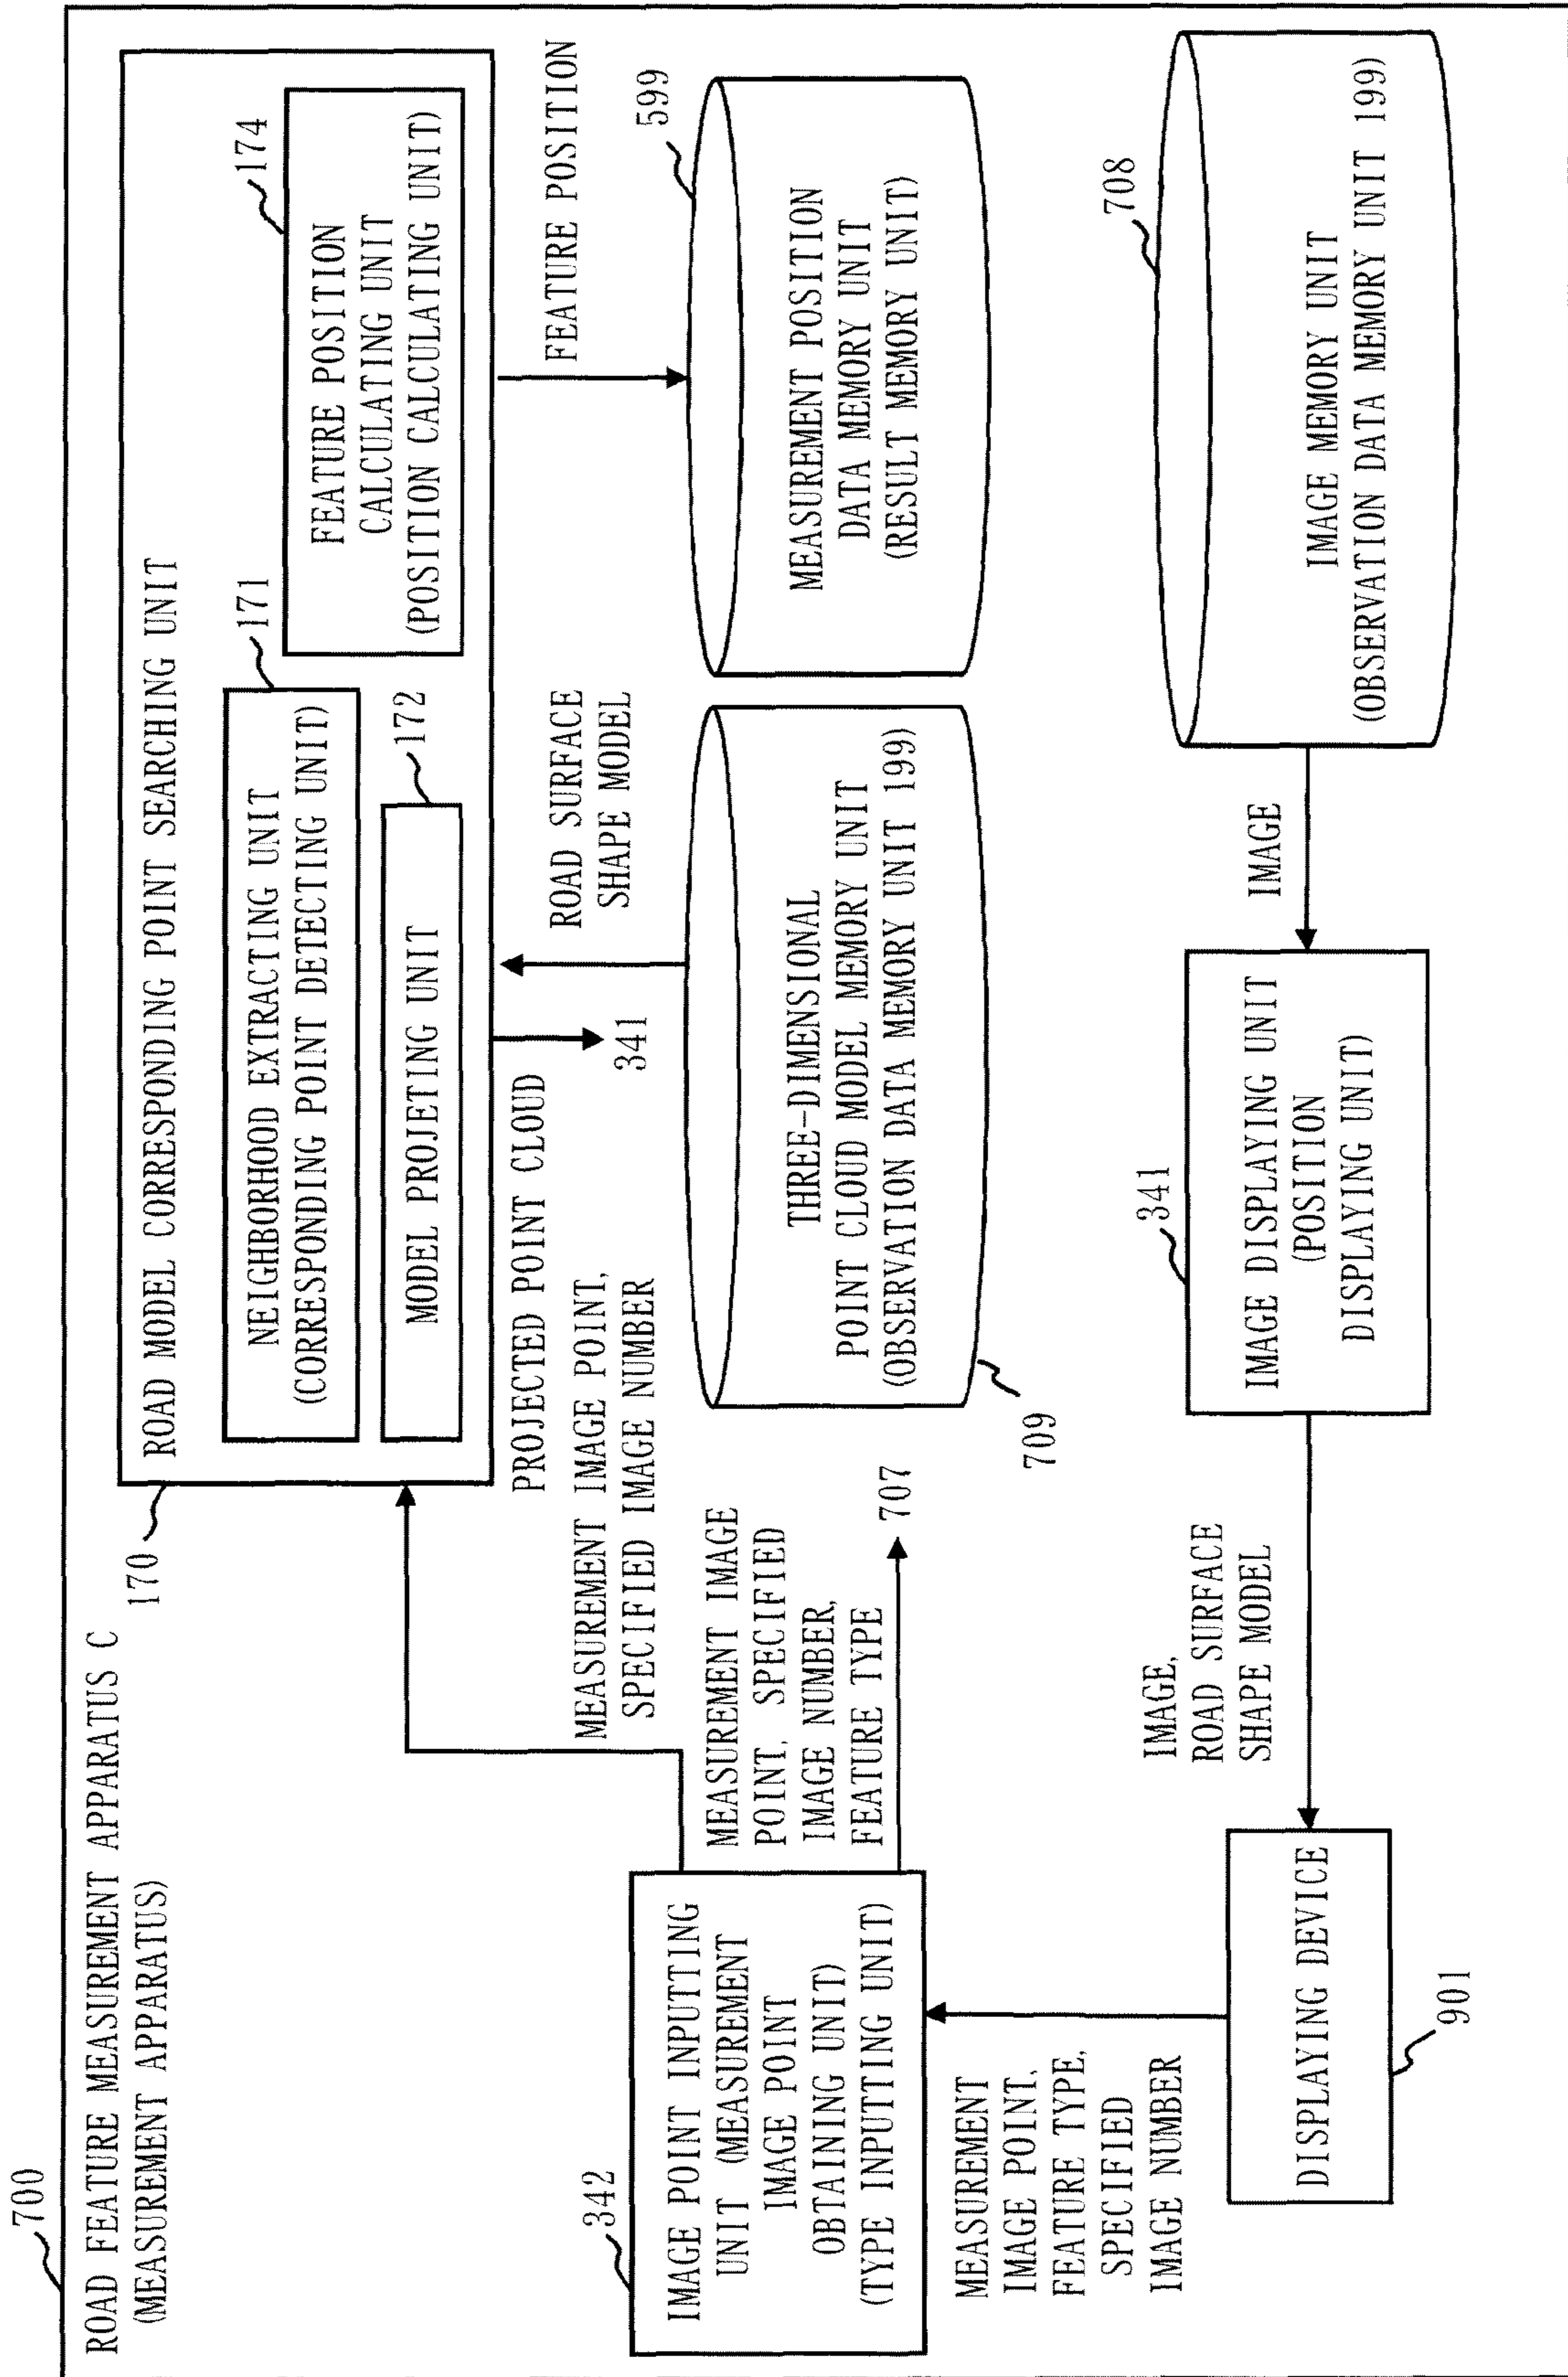 700
ROAD FEATURE MEASUREMENT APPARATUS C
(MEASUREMENT APPARATUS)
170
ROAD MODEL CORRESPONDING POINT SEARCHING UNIT
171
NEIGHBORHOOD EXTRACTING UNIT
(CORRESPONDING POINT DETECTING UNIT)
172
MODEL PROJETING UNIT
174
FEATURE POSITION
CALCULATING UNIT
(POSITION CALCULATING UNIT)
PROJECTED POINT CLOUD
341
ROAD SURFACE
SHAPE MODEL
FEATURE POSITION
MEASUREMENT IMAGE POINT,
SPECIFIED IMAGE NUMBER
342
IMAGE POINT INPUTTING
UNIT (MEASUREMENT
IMAGE POINT
OBTAINING UNIT)
(TYPE INPUTTING UNIT)
MEASUREMENT IMAGE
POINT, SPECIFIED
IMAGE NUMBER,
FEATURE TYPE
707
709
THREE-DIMENSIONAL
POINT CLOUD MODEL MEMORY UNIT
(OBSERVATION DATA MEMORY UNIT 199)
599
MEASUREMENT POSITION
DATA MEMORY UNIT
(RESULT MEMORY UNIT)
MEASUREMENT
IMAGE POINT,
FEATURE TYPE,
SPECIFIED
IMAGE NUMBER
DISPLAYING DEVICE
901
IMAGE,
ROAD SURFACE
SHAPE MODEL
341
IMAGE DISPLAYING UNIT
(POSITION
DISPLAYING UNIT)
IMAGE
708
IMAGE MEMORY UNIT
(OBSERVATION DATA MEMORY UNIT 199)